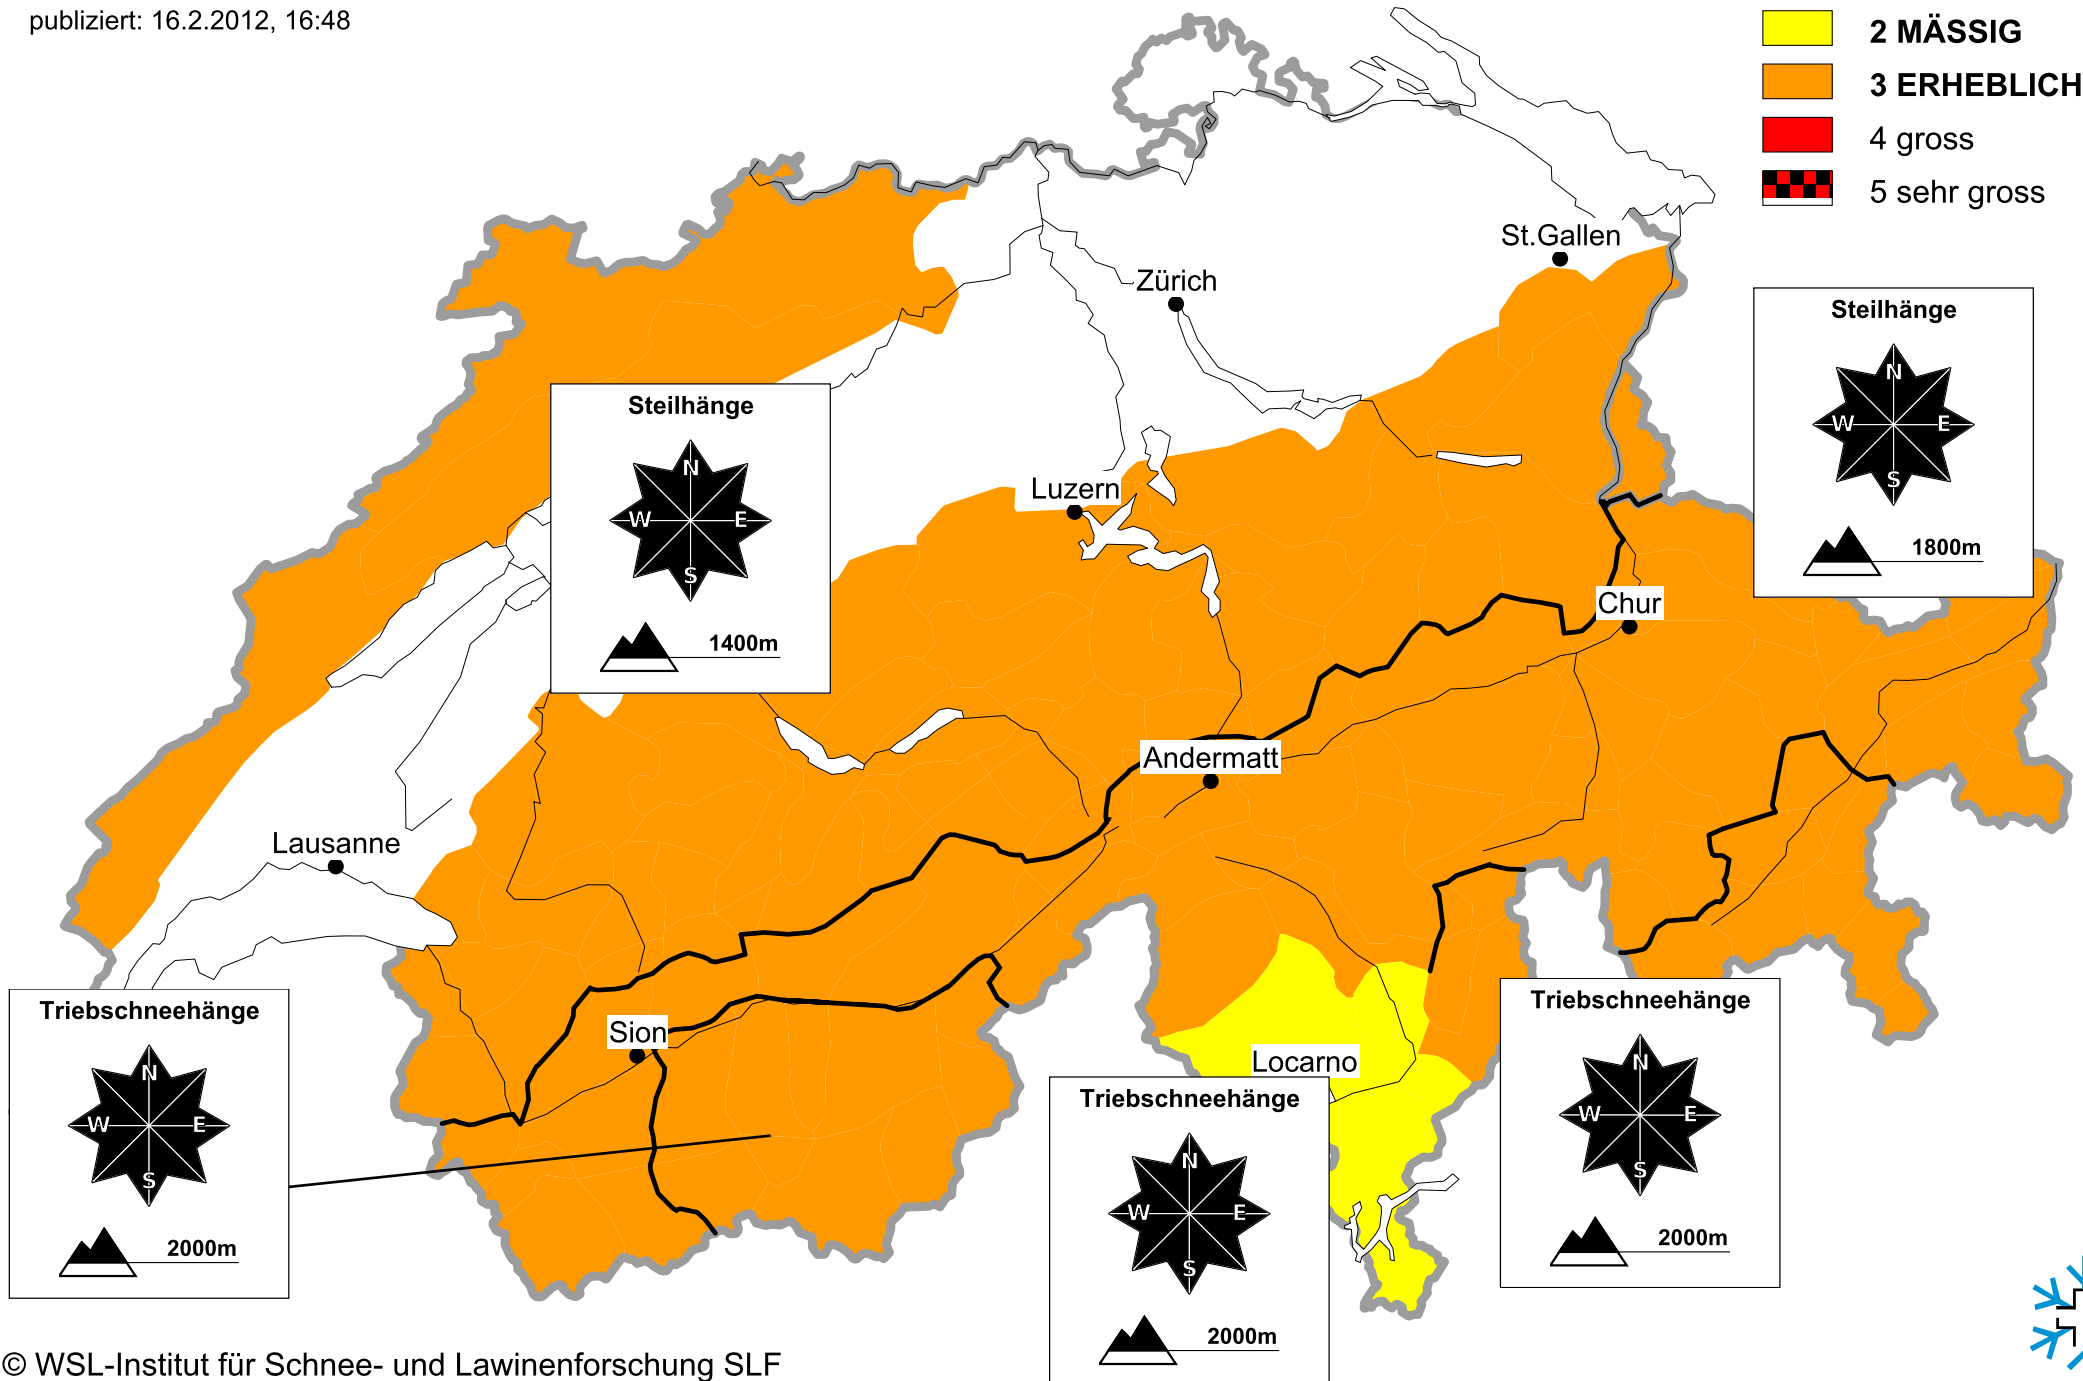 publiziert: 16.2.2012, 16:48
2 MÄSSIG
3 ERHEBLICH
4 gross
5 sehr gross
St.Gallen
Zürich
Steilhänge
N
W E
S
1800m
Steilhänge
N
W E
S
1400m
Luzern
Chur
Andermatt
Lausanne
Sion
Locarno
Triebschneehänge
N
W E
S
2000m
Triebschneehänge
N
W E
S
2000m
Triebschneehänge
N
W E
S
2000m
© WSL-Institut für Schnee- und Lawinenforschung SLF